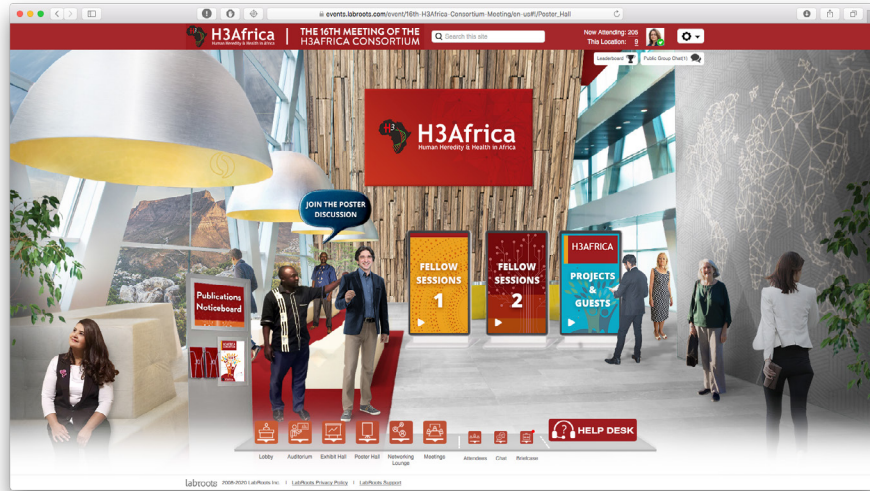 events.labroots.com/event/16th-H3Africa-Consortium-Meeting/en-us#!/Poster_Hall
H3Africa
Human Heredity & Health in Africa
THE 16TH MEETING OF THE
H3AFRICA CONSORTIUM
Search this site
Now Attending: 205
This Location: 9
Leaderboard
Public Group Chat(1)
H3
H3Africa
Human Heredity & Health in Africa
JOIN THE POSTER
DISCUSSION
FELLOW
SESSIONS
1
FELLOW
SESSIONS
2
H3AFRICA
PROJECTS
&
GUESTS
Publications
Noticeboard
Lobby
Auditorium
Exhibit Hall
Poster Hall
Networking
Lounge
Meetings
Attendees
Chat
Briefcase
HELP DESK
labroots 2008-2020 LabRoots Inc. | LabRoots Privacy Policy | LabRoots Support